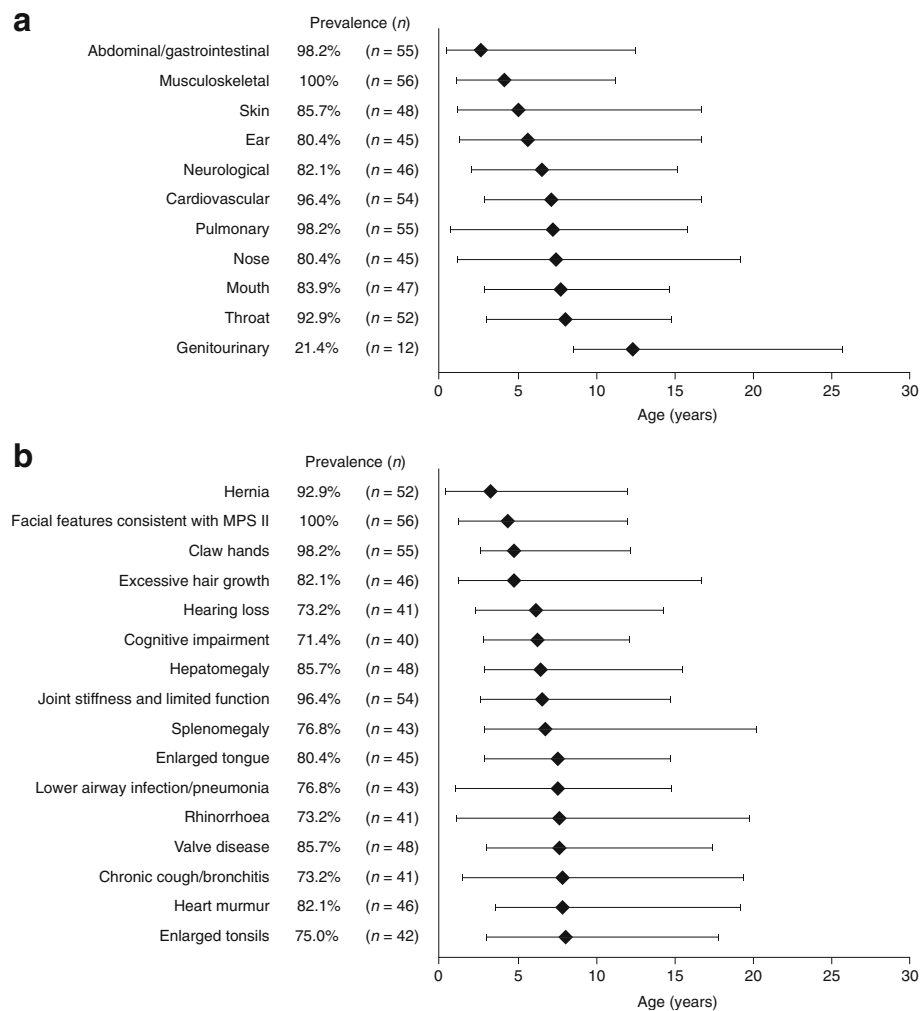 a
Prevalence (n)
Abdominal/gastrointestinal 98.2% (n = 55)
Musculoskeletal 100% (n = 56)
Skin 85.7% (n = 48)
Ear 80.4% (n = 45)
Neurological 82.1% (n = 46)
Cardiovascular 96.4% (n = 54)
Pulmonary 98.2% (n = 55)
Nose 80.4% (n = 45)
Mouth 83.9% (n = 47)
Throat 92.9% (n = 52)
Genitourinary 21.4% (n = 12)
0 5 10 15 20 25 30
Age (years)
b
Prevalence (n)
Hernia 92.9% (n = 52)
Facial features consistent with MPS II 100% (n = 56)
Claw hands 98.2% (n = 55)
Excessive hair growth 82.1% (n = 46)
Hearing loss 73.2% (n = 41)
Cognitive impairment 71.4% (n = 40)
Hepatomegaly 85.7% (n = 48)
Joint stiffness and limited function 96.4% (n = 54)
Splenomegaly 76.8% (n = 43)
Enlarged tongue 80.4% (n = 45)
Lower airway infection/pneumonia 76.8% (n = 43)
Rhinorrhoea 73.2% (n = 41)
Valve disease 85.7% (n = 48)
Chronic cough/bronchitis 73.2% (n = 41)
Heart murmur 82.1% (n = 46)
Enlarged tonsils 75.0% (n = 42)
0 5 10 15 20 25 30
Age (years)